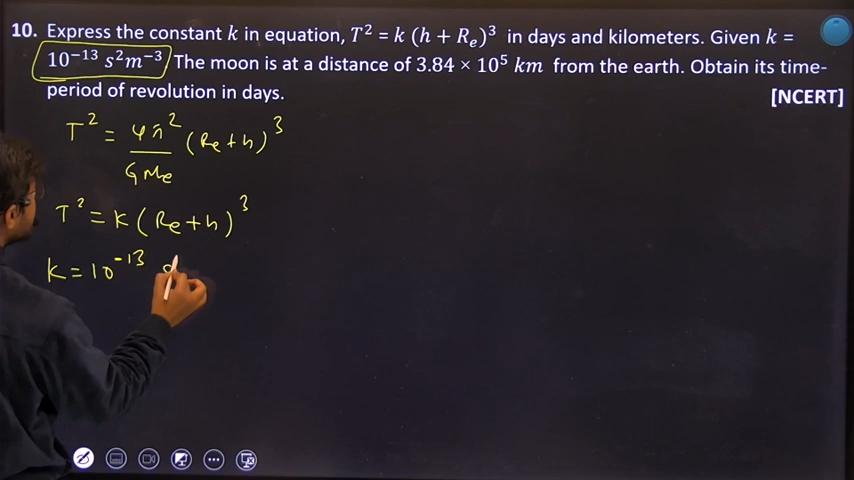 10. Express the constant k in equation, T² = k (h + Rₑ)³ in days and kilometers. Given k =
10⁻¹³ s²m⁻³ The moon is at a distance of 3.84 × 10⁵ km from the earth. Obtain its time-
period of revolution in days.
[NCERT]
T² = 4π²/GMe (Re+h)³
T² = K (Re+h)³
K = 10⁻¹³